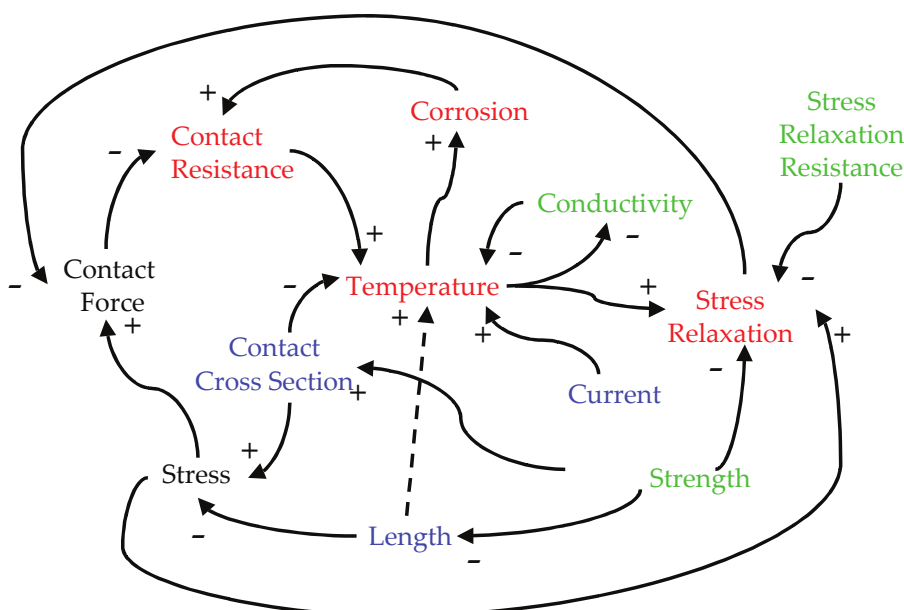 +
Corrosion
Stress
Relaxation
Resistance
+
Contact
Resistance
–
Conductivity
–
+
–
Contact
Force
–
–
Temperature
+
–
Stress
Relaxation
+
+
+
+
–
Contact
Cross Section
+
Current
+
Stress
Strength
–
Length
–